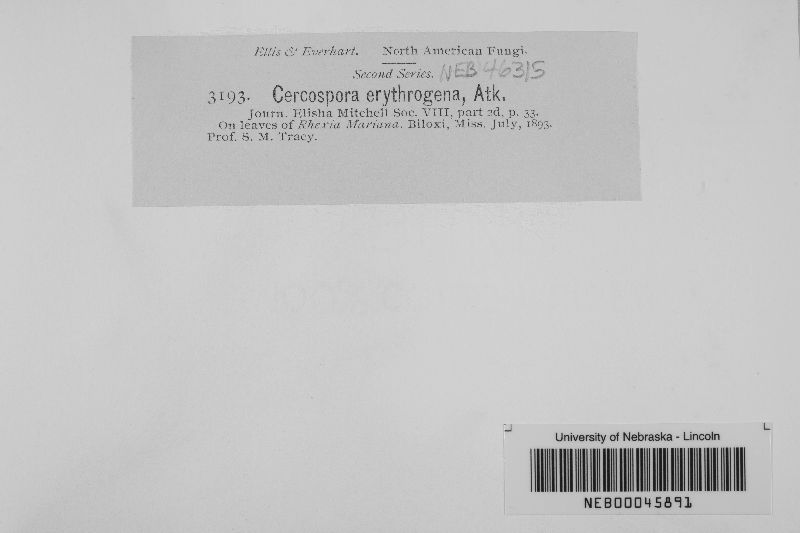 Ellis & Everhart. North American Fungi.
Second Series. NEB 46315
3193. Cercospora erythrogena, Atk.
Journ. Elisha Mitchell Soc. VIII, part 2d, p. 33.
On leaves of Rhexia Mariana. Biloxi, Miss. July, 1893.
Prof. S. M. Tracy.
University of Nebraska - Lincoln
NEB00045891